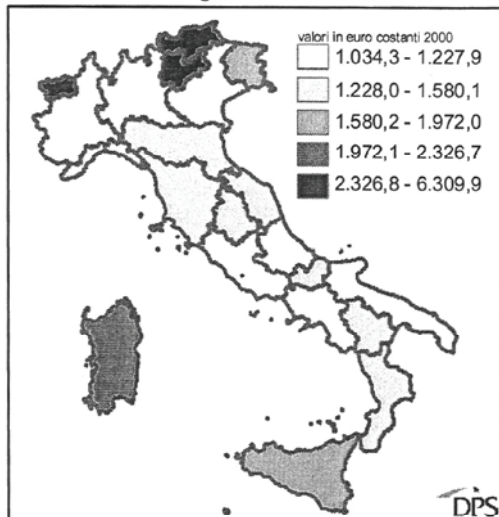 valori in euro costanti 2000
1.034,3 - 1.227,9
1.228,0 - 1.580,1
1.580,2 - 1.972,0
1.972,1 - 2.326,7
2.326,8 - 6.309,9
DPS